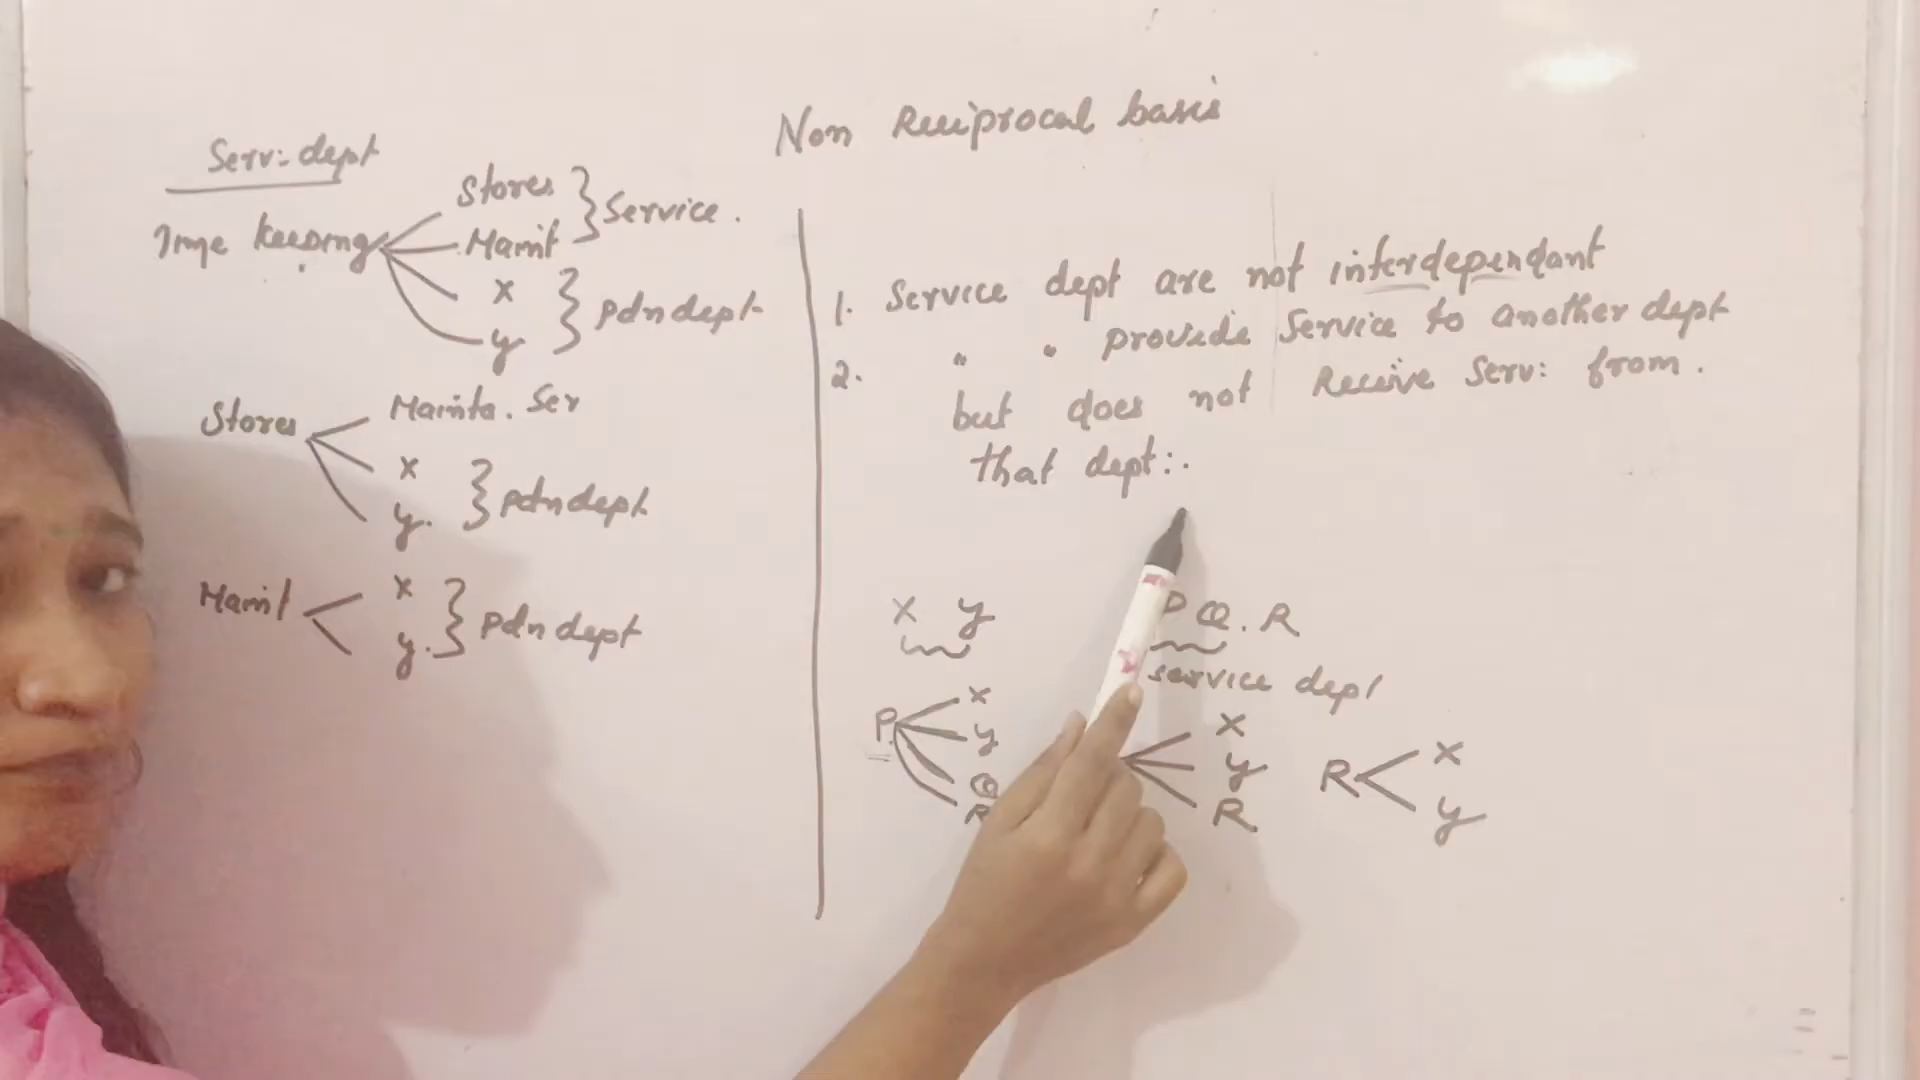 Non Reciprocal basis
Serv: dept
Time keeping
Stores
Maint
} Service.
x
y
} Pdn dept
Stores
Mainta. Ser
x
y.
} Pdn dept
Maint
x
y.
} Pdn dept
1. Service dept are not interdependant
2. " " provide Service to another dept
but does not Receive Serv: from.
that dept:.
X y
P Q. R
service dept
P.
x
y
Q
R
X
y
R
R
x
y